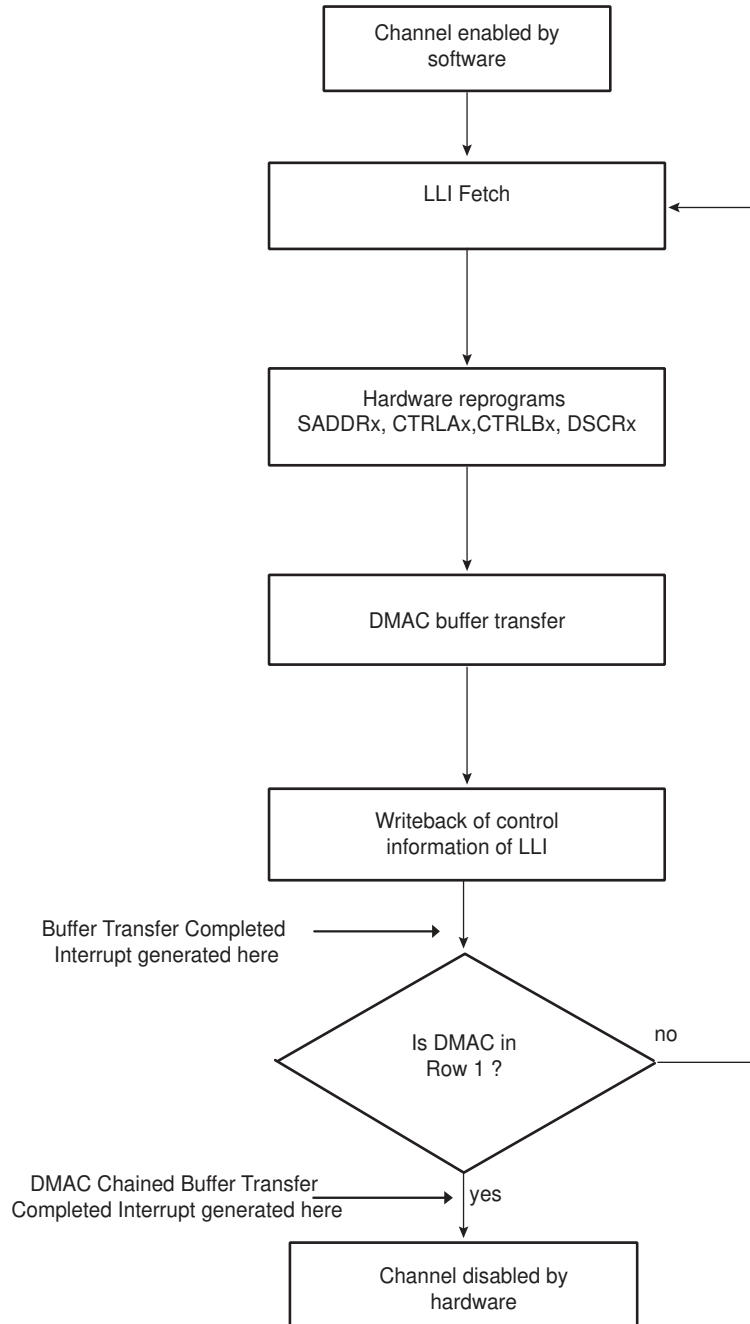 Channel enabled by
software
LLI Fetch
Hardware reprograms
SADDRx, CTRLAx,CTRLBx, DSCRx
DMAC buffer transfer
Writeback of control
information of LLI
Buffer Transfer Completed
Interrupt generated here
Is DMAC in
Row 1 ?
no
DMAC Chained Buffer Transfer
Completed Interrupt generated here
yes
Channel disabled by
hardware